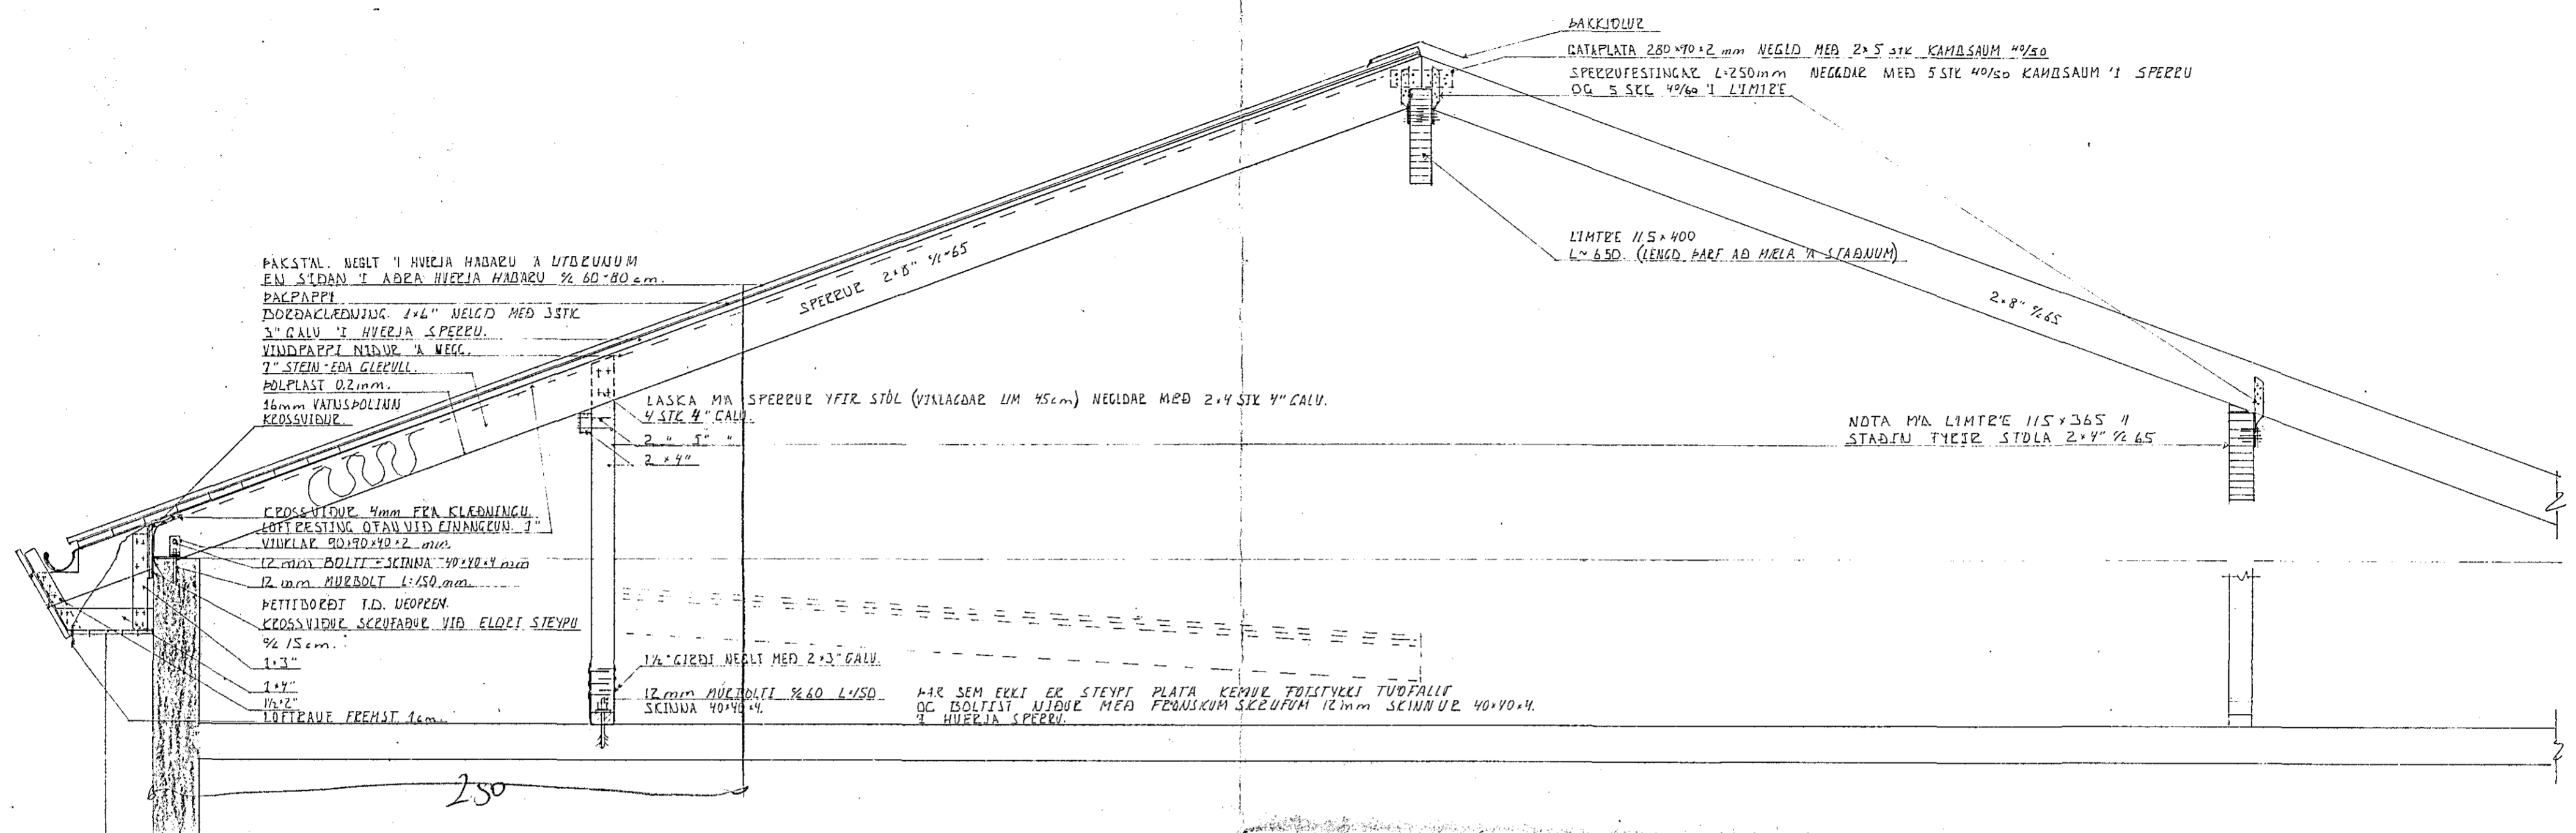 ÞAKKJÖLUR
GATAPLATA 280×90×2 mm NEGLD MEÐ 2×5 STK KAMBSAUM 40/50
SPERRUFESTINGAR L=250mm NEGLDAR MEÐ 5 STK 40/50 KAMBSAUM Í SPERRU
OG 5 STK 40/60 Í LÍMTRÉ
LÍMTRÉ 115×400
L~650. (LENGD ÞARF AÐ MÆLA Á STAÐNUM)
SPERRUR 2×8" %~65
2×8" % 65
ÞAKSTÁL. NEGLT Í HVERJA HÁBÁRU Á ÚTBRÚNUM
EN SÍÐAN Í AÐRA HVERJA HÁBÁRU % 60-80 cm.
ÞAKPAPPI
BORÐAKLÆÐNING. 1×6" NELGD MEÐ 3STK
3" GALV Í HVERJA SPERRU.
VINDPAPPI NIÐUR Á VEGG.
7" STEIN-EÐA GLERULL.
ÞOLPLAST 0.2mm.
16mm VATNSÞOLINN
KROSSVIÐUR.
LASKA MÁ SPERRUR YFIR STÓL (VÍXLAGÐAR UM 45cm) NEGLDAR MEÐ 2×4 STK 4" GALV.
4 STK 4" GALV.
2 " 5" "
2 × 4"
NOTA MÁ LÍMTRÉ 115×365 Í
STAÐIN FYRIR STÓLA 2×4" % 65
KROSSVIÐUR 4mm FRÁ KLÆÐNINGU.
LOFTRESTING OFAN VIÐ EINANGRUN. 1"
VINKLAR 90×90×40×2 mm.
12 mm BOLTI + SKINNA 40×40×4 mm
12 mm MÚRBOLT L=150 mm.
ÞÉTTIBORÐI T.D. NEOPREN.
KROSSVIÐUR SKRÚFAÐUR VIÐ ELDRI STEYPU
% 15 cm.
1×3"
1×4"
1½×2"
LOFTRAUF FREMST 1cm.
1½" GIRÐI NEGLT MEÐ 2×3" GALV.
12 mm MÚRBOLTI % 60 L=150
SKINNA 40×40×4.
ÞAR SEM EKKI ER STEYPT PLATA KEMUR FÓTSTYKKI TVÖFALLT
OG BOLTIST NIÐUR MEÐ FRÖNSKUM SKRÚFUM 12mm SKINNUR 40×40×4.
Í HVERJA SPERRU.
250